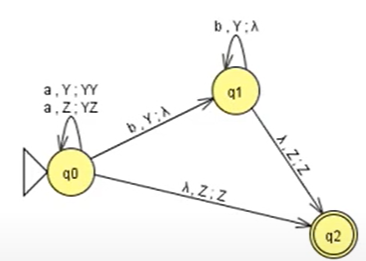 b , Y ; λ
q1
a , Y ; YY
a , Z ; YZ
b , Y ; λ
λ, Z ; Z
q0
λ, Z ; Z
q2